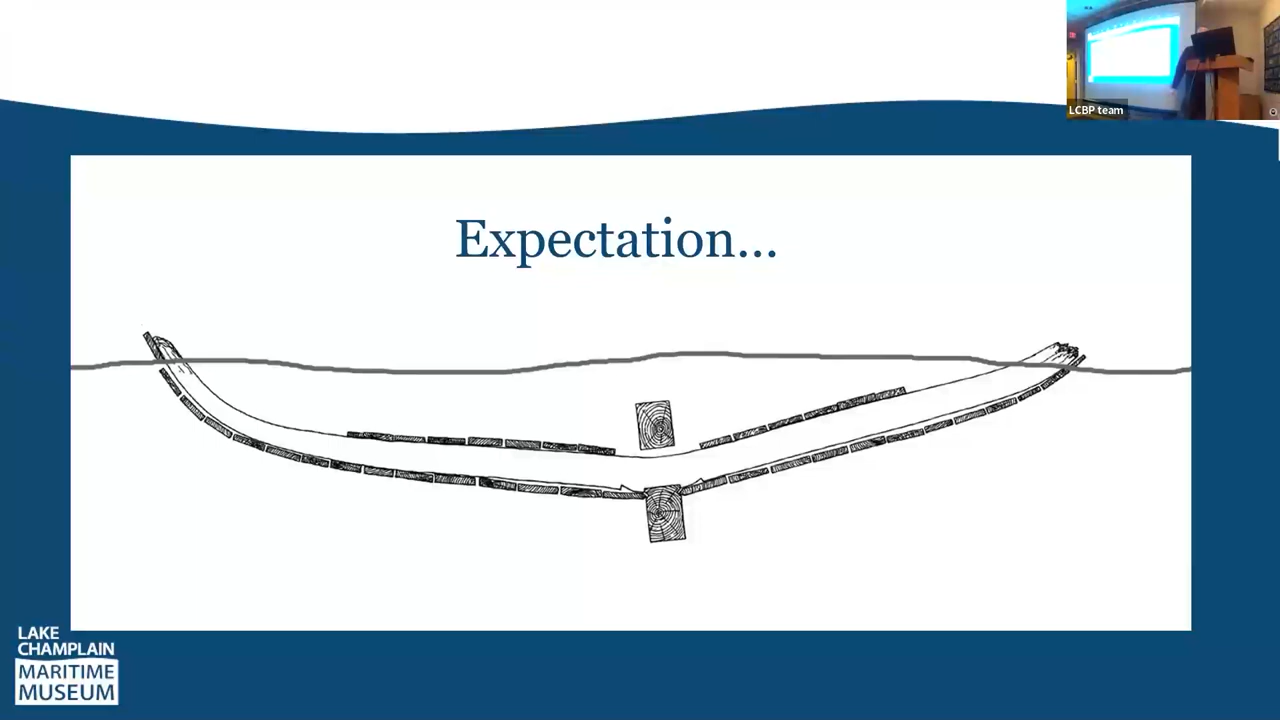 LCBP team
Expectation...
LAKE
CHAMPLAIN
MARITIME
MUSEUM